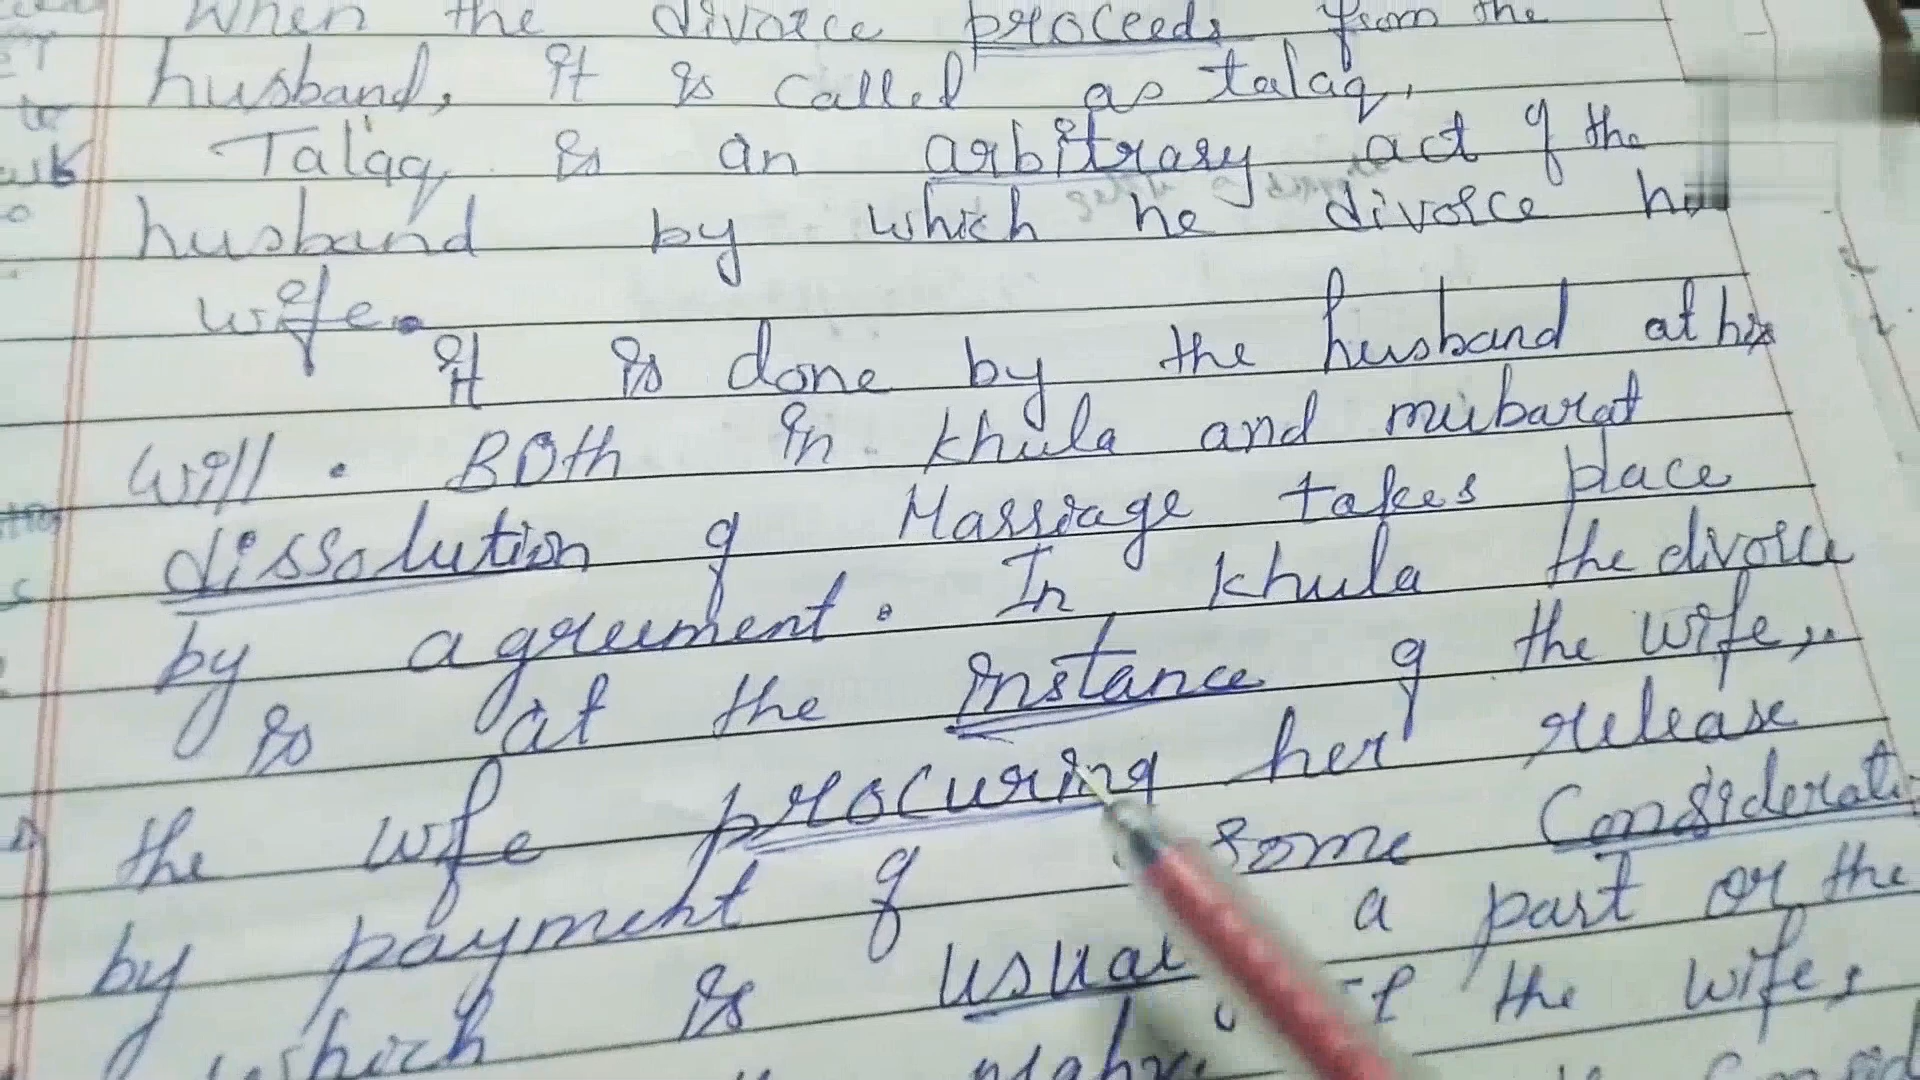 When the divorce proceeds from the
husband, it is called as talaq.
Talaq is an arbitrary act of the
husband by which he divorce
wife.
It is done by the husband at his
will. Both in khula and mubarat
dissolution of Marriage takes place
by agreement. In khula the divorce
is at the instance of the wife,
the wife procuring her release
by payment of some Considerati
which is usual a part or the
the wife,